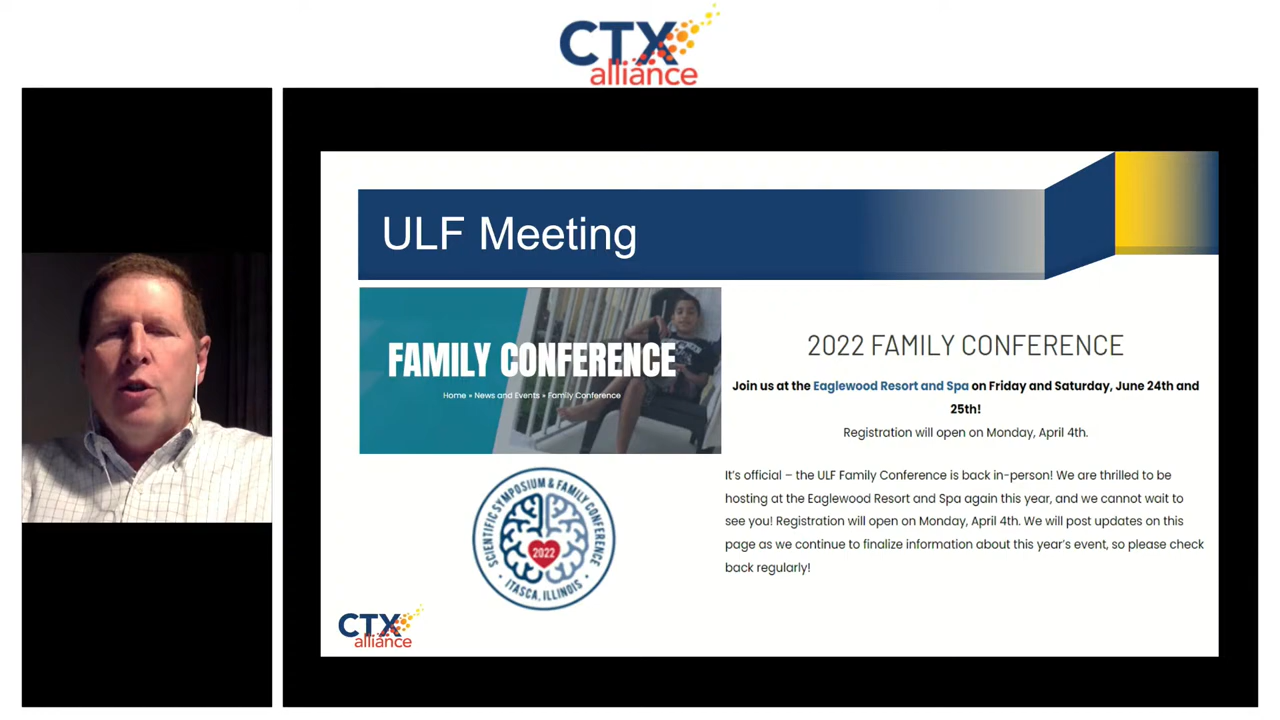 CTX
alliance
ULF Meeting
FAMILY CONFERENCE
Home » News and Events » Family Conference
2022 FAMILY CONFERENCE
Join us at the Eaglewood Resort and Spa on Friday and Saturday, June 24th and
25th!
Registration will open on Monday, April 4th.
It's official – the ULF Family Conference is back in-person! We are thrilled to be
hosting at the Eaglewood Resort and Spa again this year, and we cannot wait to
see you! Registration will open on Monday, April 4th. We will post updates on this
page as we continue to finalize information about this year's event, so please check
back regularly!
SCIENTIFIC SYMPOSIUM & FAMILY CONFERENCE
2022
• ITASCA, ILLINOIS •
CTX
alliance